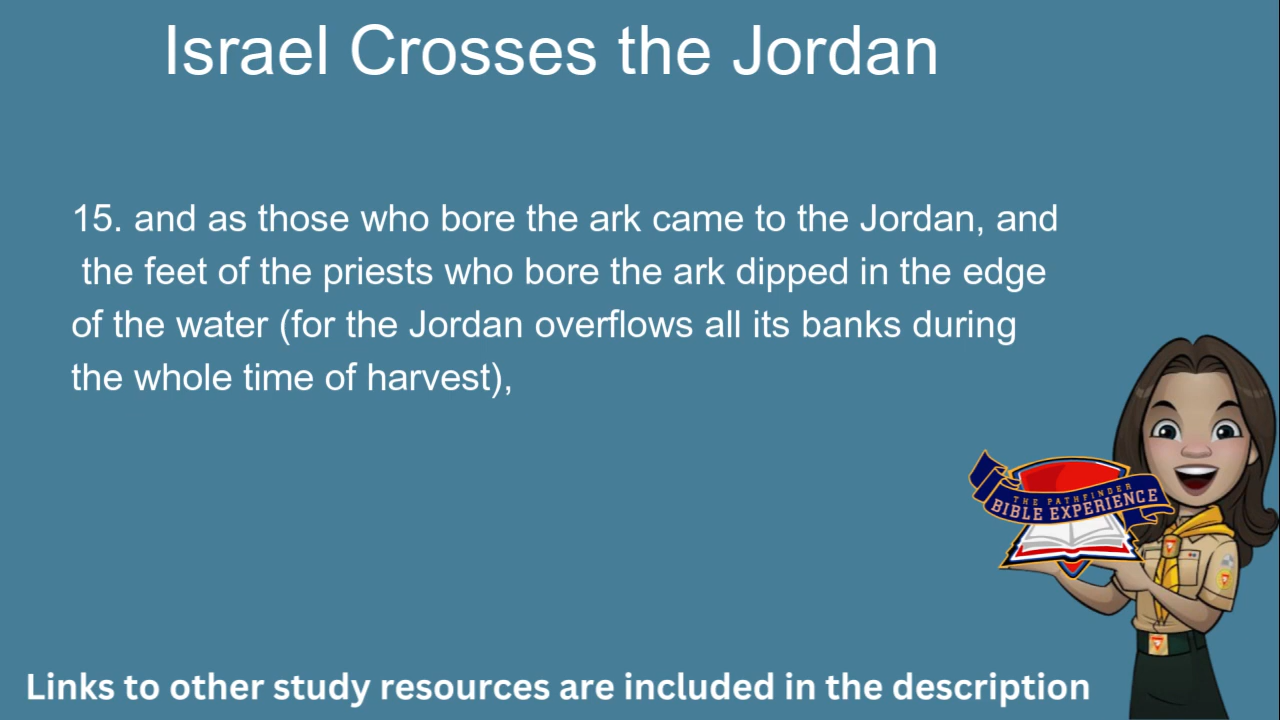 Israel Crosses the Jordan
15. and as those who bore the ark came to the Jordan, and
the feet of the priests who bore the ark dipped in the edge
of the water (for the Jordan overflows all its banks during
the whole time of harvest),
THE PATHFINDER
BIBLE EXPERIENCE
Links to other study resources are included in the description